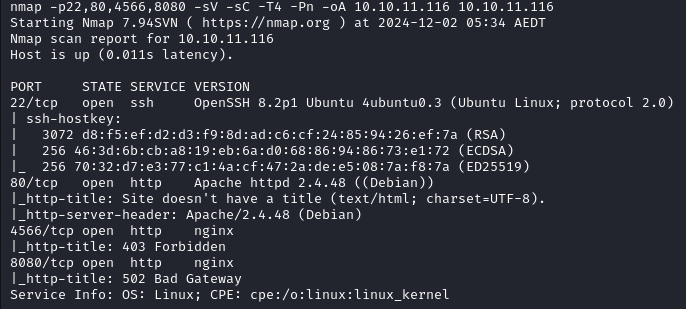 nmap -p22,80,4566,8080 -sV -sC -T4 -Pn -oA 10.10.11.116 10.10.11.116
Starting Nmap 7.94SVN ( https://nmap.org ) at 2024-12-02 05:34 AEDT
Nmap scan report for 10.10.11.116
Host is up (0.011s latency).
PORT     STATE SERVICE VERSION
22/tcp   open  ssh     OpenSSH 8.2p1 Ubuntu 4ubuntu0.3 (Ubuntu Linux; protocol 2.0)
| ssh-hostkey:
|   3072 d8:f5:ef:d2:d3:f9:8d:ad:c6:cf:24:85:94:26:ef:7a (RSA)
|   256 46:3d:6b:cb:a8:19:eb:6a:d0:68:86:94:86:73:e1:72 (ECDSA)
|_  256 70:32:d7:e3:77:c1:4a:cf:47:2a:de:e5:08:7a:f8:7a (ED25519)
80/tcp   open  http    Apache httpd 2.4.48 ((Debian))
|_http-title: Site doesn't have a title (text/html; charset=UTF-8).
|_http-server-header: Apache/2.4.48 (Debian)
4566/tcp open  http    nginx
|_http-title: 403 Forbidden
8080/tcp open  http    nginx
|_http-title: 502 Bad Gateway
Service Info: OS: Linux; CPE: cpe:/o:linux:linux_kernel